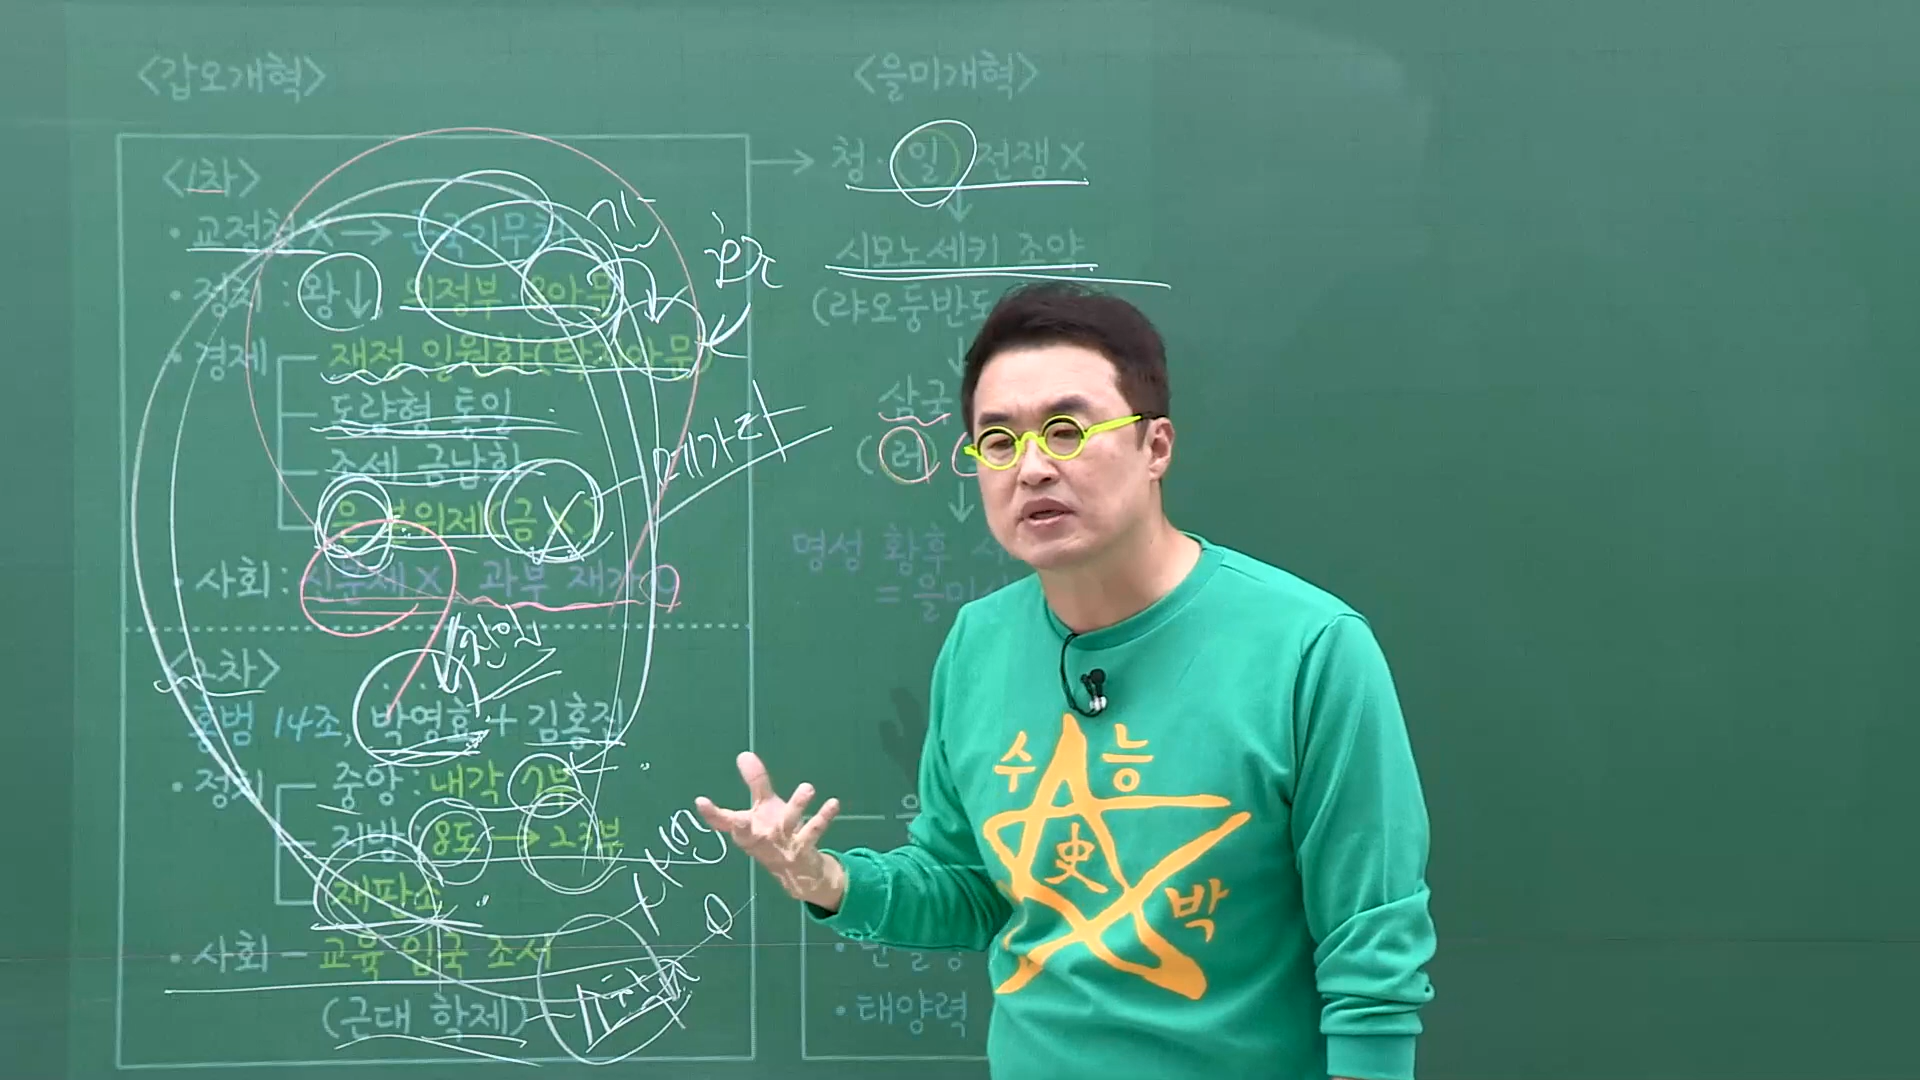 <갑오개혁>
<1차>
• 교정청 X → 군국기무처
• 정치 : 왕↓, 의정부·8아문
• 경제 재정 일원화(탁지아문)
도량형 통일
조세 금납화
은 본위제(금X)
• 사회 : 신분제X, 과부 재가 O
<2차>
홍범 14조, 박영효 + 김홍집
• 정치 중앙 : 내각 7부
지방 : 8도 → 23부
재판소
• 사회 - 교육 입국 조서
(근대 학제)
<을미개혁>
청·일 전쟁X
↓
시모노세키 조약
(랴오둥반도
↓
삼국
(러
↓
명성 황후
= 을미
을
• 태양력
수능
史
박